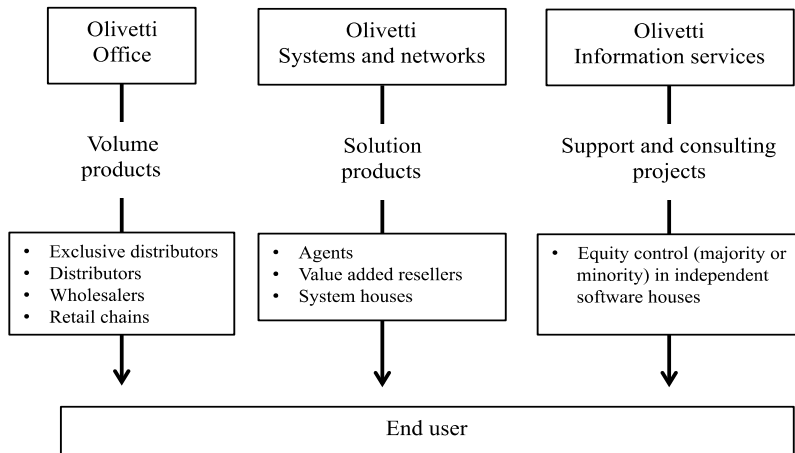 Olivetti
Office
Olivetti
Systems and networks
Olivetti
Information services
Volume
products
Solution
products
Support and consulting
projects
• Exclusive distributors
• Distributors
• Wholesalers
• Retail chains
• Agents
• Value added resellers
• System houses
• Equity control (majority or
minority) in independent
software houses
End user